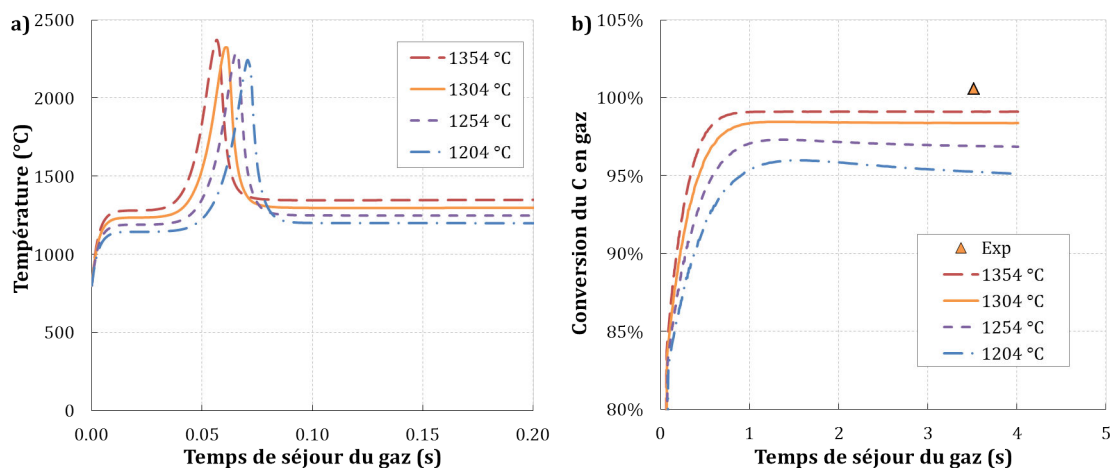 a)
2500
2000
1500
1000
500
0
Température (°C)
1354 °C
1304 °C
1254 °C
1204 °C
0.00
0.05
0.10
0.15
0.20
Temps de séjour du gaz (s)
b)
105%
100%
95%
90%
85%
80%
Conversion du C en gaz
Exp
1354 °C
1304 °C
1254 °C
1204 °C
0
1
2
3
4
5
Temps de séjour du gaz (s)